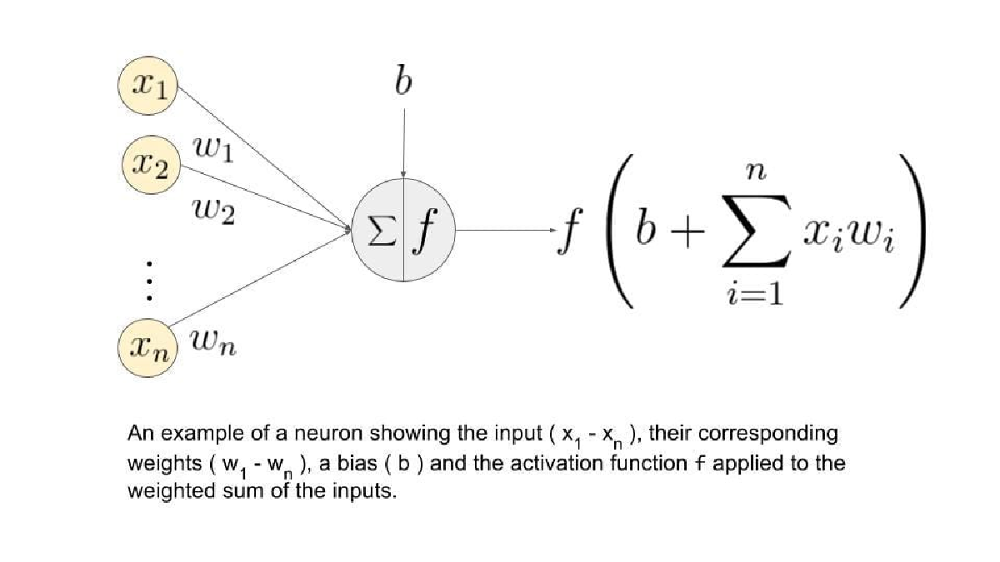 x₁
b
w₁
x₂
w₂
Σ f
f ( b + ∑ xᵢwᵢ )
n
i=1
⋮
xₙ wₙ
An example of a neuron showing the input ( x₁ - xₙ ), their corresponding
weights ( w₁ - wₙ ), a bias ( b ) and the activation function f applied to the
weighted sum of the inputs.